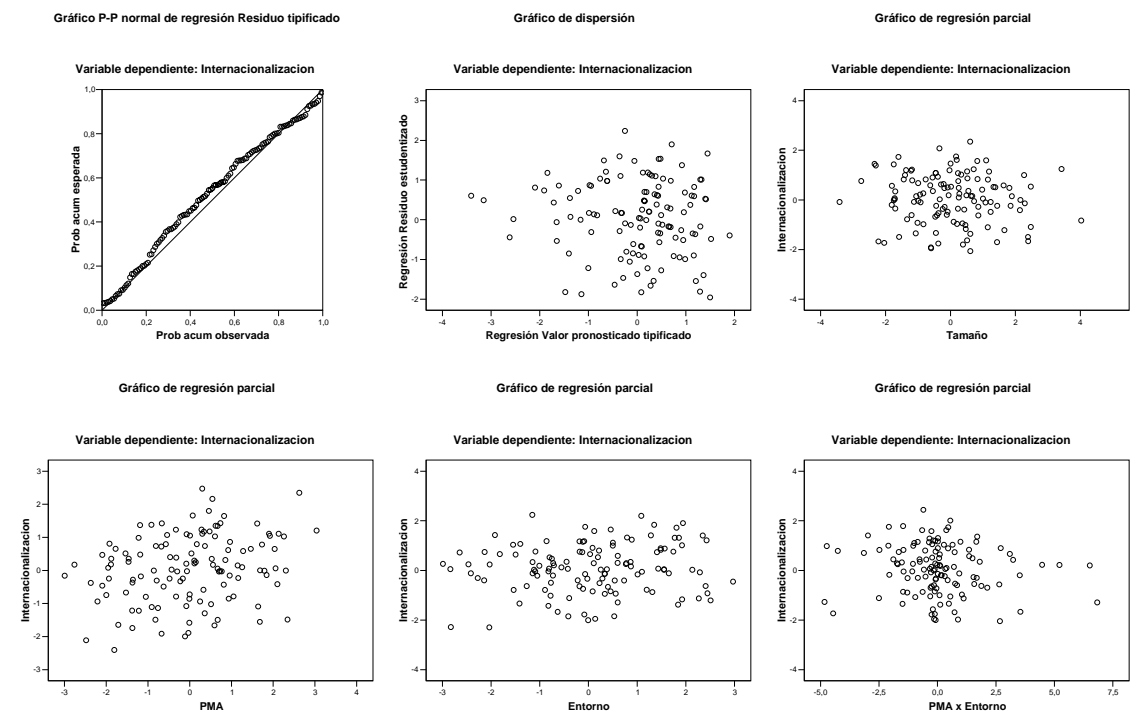 Gráfico P-P normal de regresión Residuo tipificado
Variable dependiente: Internacionalizacion
Prob acum esperada
1,0
0,8
0,6
0,4
0,2
0,0
0,0 0,2 0,4 0,6 0,8 1,0
Prob acum observada
Gráfico de dispersión
Variable dependiente: Internacionalizacion
Regresión Residuo estudentizado
3
2
1
0
-1
-2
-4 -3 -2 -1 0 1 2
Regresión Valor pronosticado tipificado
Gráfico de regresión parcial
Variable dependiente: Internacionalizacion
Internacionalizacion
4
2
0
-2
-4
-4 -2 0 2 4
Tamaño
Gráfico de regresión parcial
Variable dependiente: Internacionalizacion
Internacionalizacion
3
2
1
0
-1
-2
-3
-3 -2 -1 0 1 2 3 4
PMA
Gráfico de regresión parcial
Variable dependiente: Internacionalizacion
Internacionalizacion
4
2
0
-2
-4
-3 -2 -1 0 1 2 3
Entorno
Gráfico de regresión parcial
Variable dependiente: Internacionalizacion
Internacionalizacion
4
2
0
-2
-4
-5,0 -2,5 0,0 2,5 5,0 7,5
PMA x Entorno